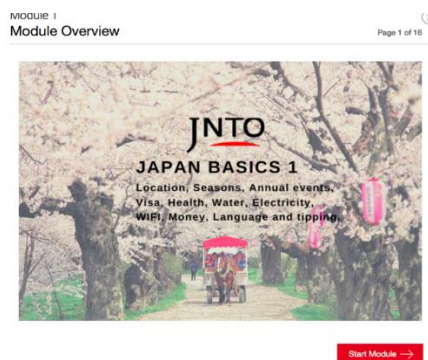 Module 1
Module Overview
Page 1 of 16
JNTO
JAPAN BASICS 1
Location, Seasons, Annual events,
Visa, Health, Water, Electricity,
WIFI, Money, Language and tipping,
Start Module →